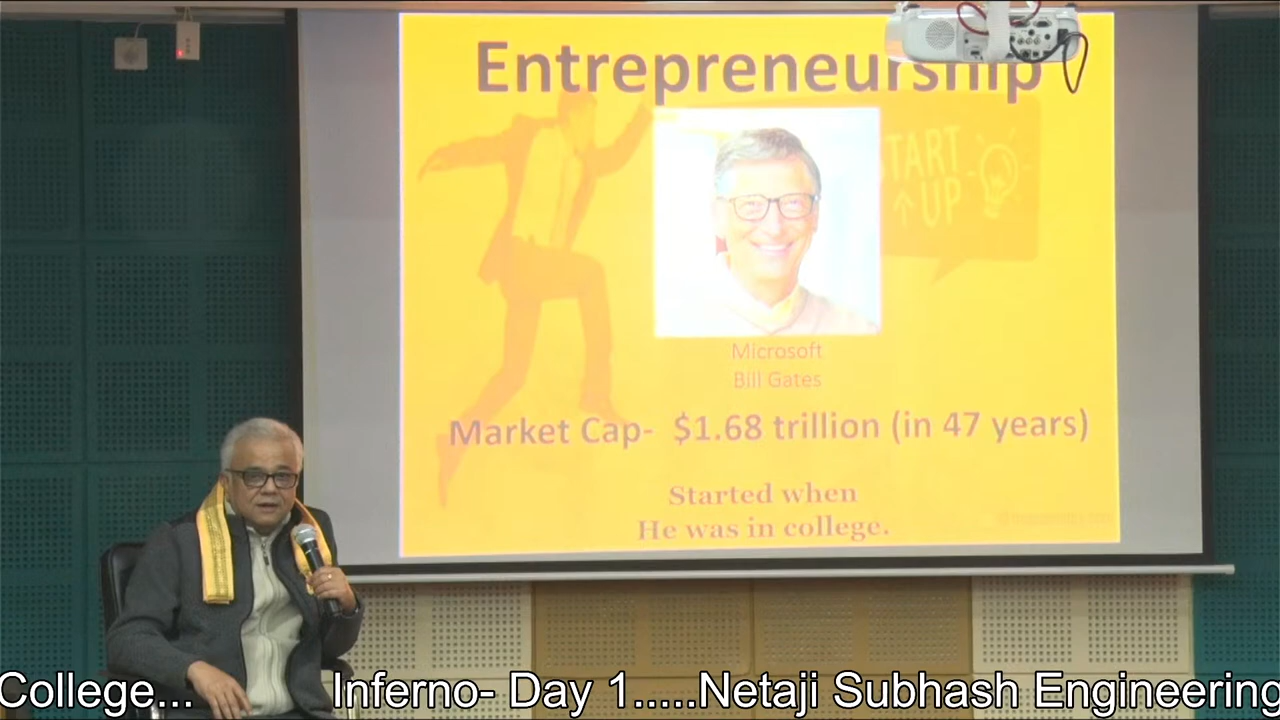 Entrepreneurship
START
UP
Microsoft
Bill Gates
Market Cap- $1.68 trillion (in 47 years)
Started when
He was in college.
College... Inferno- Day 1.....Netaji Subhash Engineering